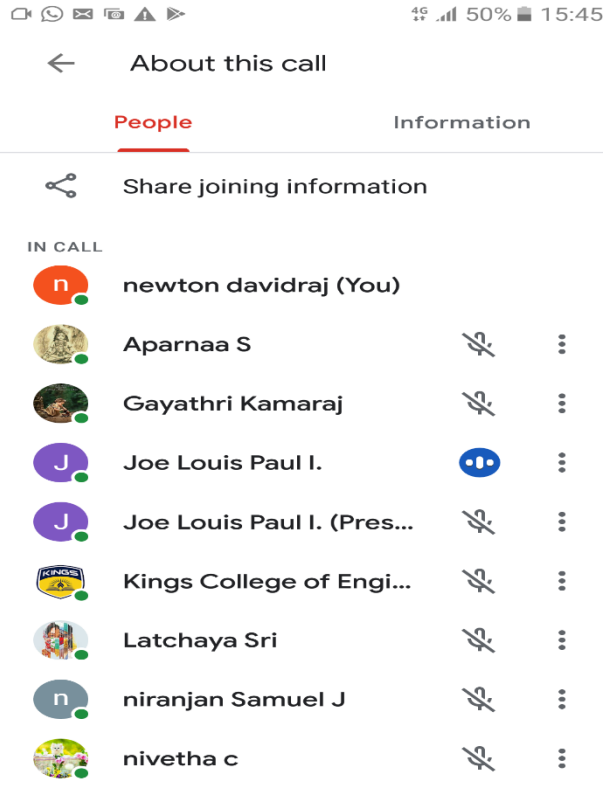 4G 50% 15:45
About this call
People Information
Share joining information
IN CALL
n newton davidraj (You)
Aparnaa S
Gayathri Kamaraj
J Joe Louis Paul I.
J Joe Louis Paul I. (Pres...
KINGS Kings College of Engi...
Latchaya Sri
n niranjan Samuel J
nivetha c